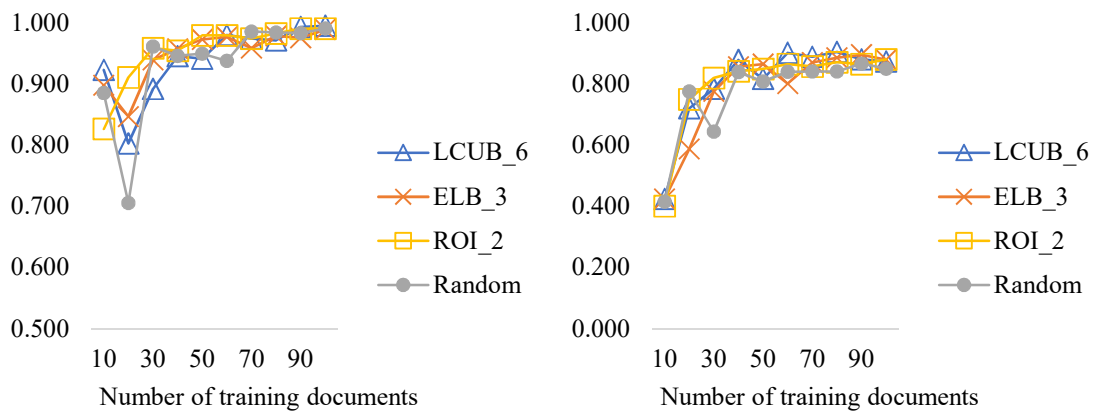 1.000
0.900
0.800
0.700
0.600
0.500
10 30 50 70 90
Number of training documents
LCUB_6
ELB_3
ROI_2
Random
1.000
0.800
0.600
0.400
0.200
0.000
10 30 50 70 90
Number of training documents
LCUB_6
ELB_3
ROI_2
Random